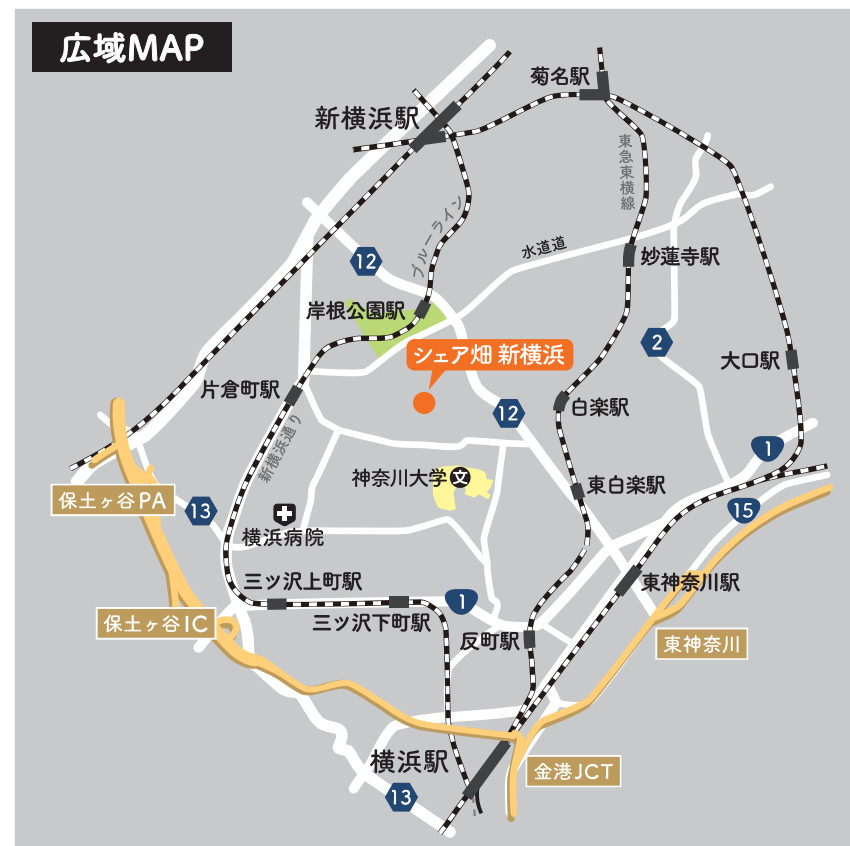 広域MAP
菊名駅
新横浜駅
東急東横線
ブルーライン
水道道
12
妙蓮寺駅
岸根公園駅
2
シェア畑 新横浜
大口駅
片倉町駅
白楽駅
12
新横浜通り
1
神奈川大学
文
東白楽駅
保土ヶ谷PA
13
15
横浜病院
三ッ沢上町駅
東神奈川駅
1
保土ヶ谷IC
三ッ沢下町駅
反町駅
東神奈川
横浜駅
金港JCT
13